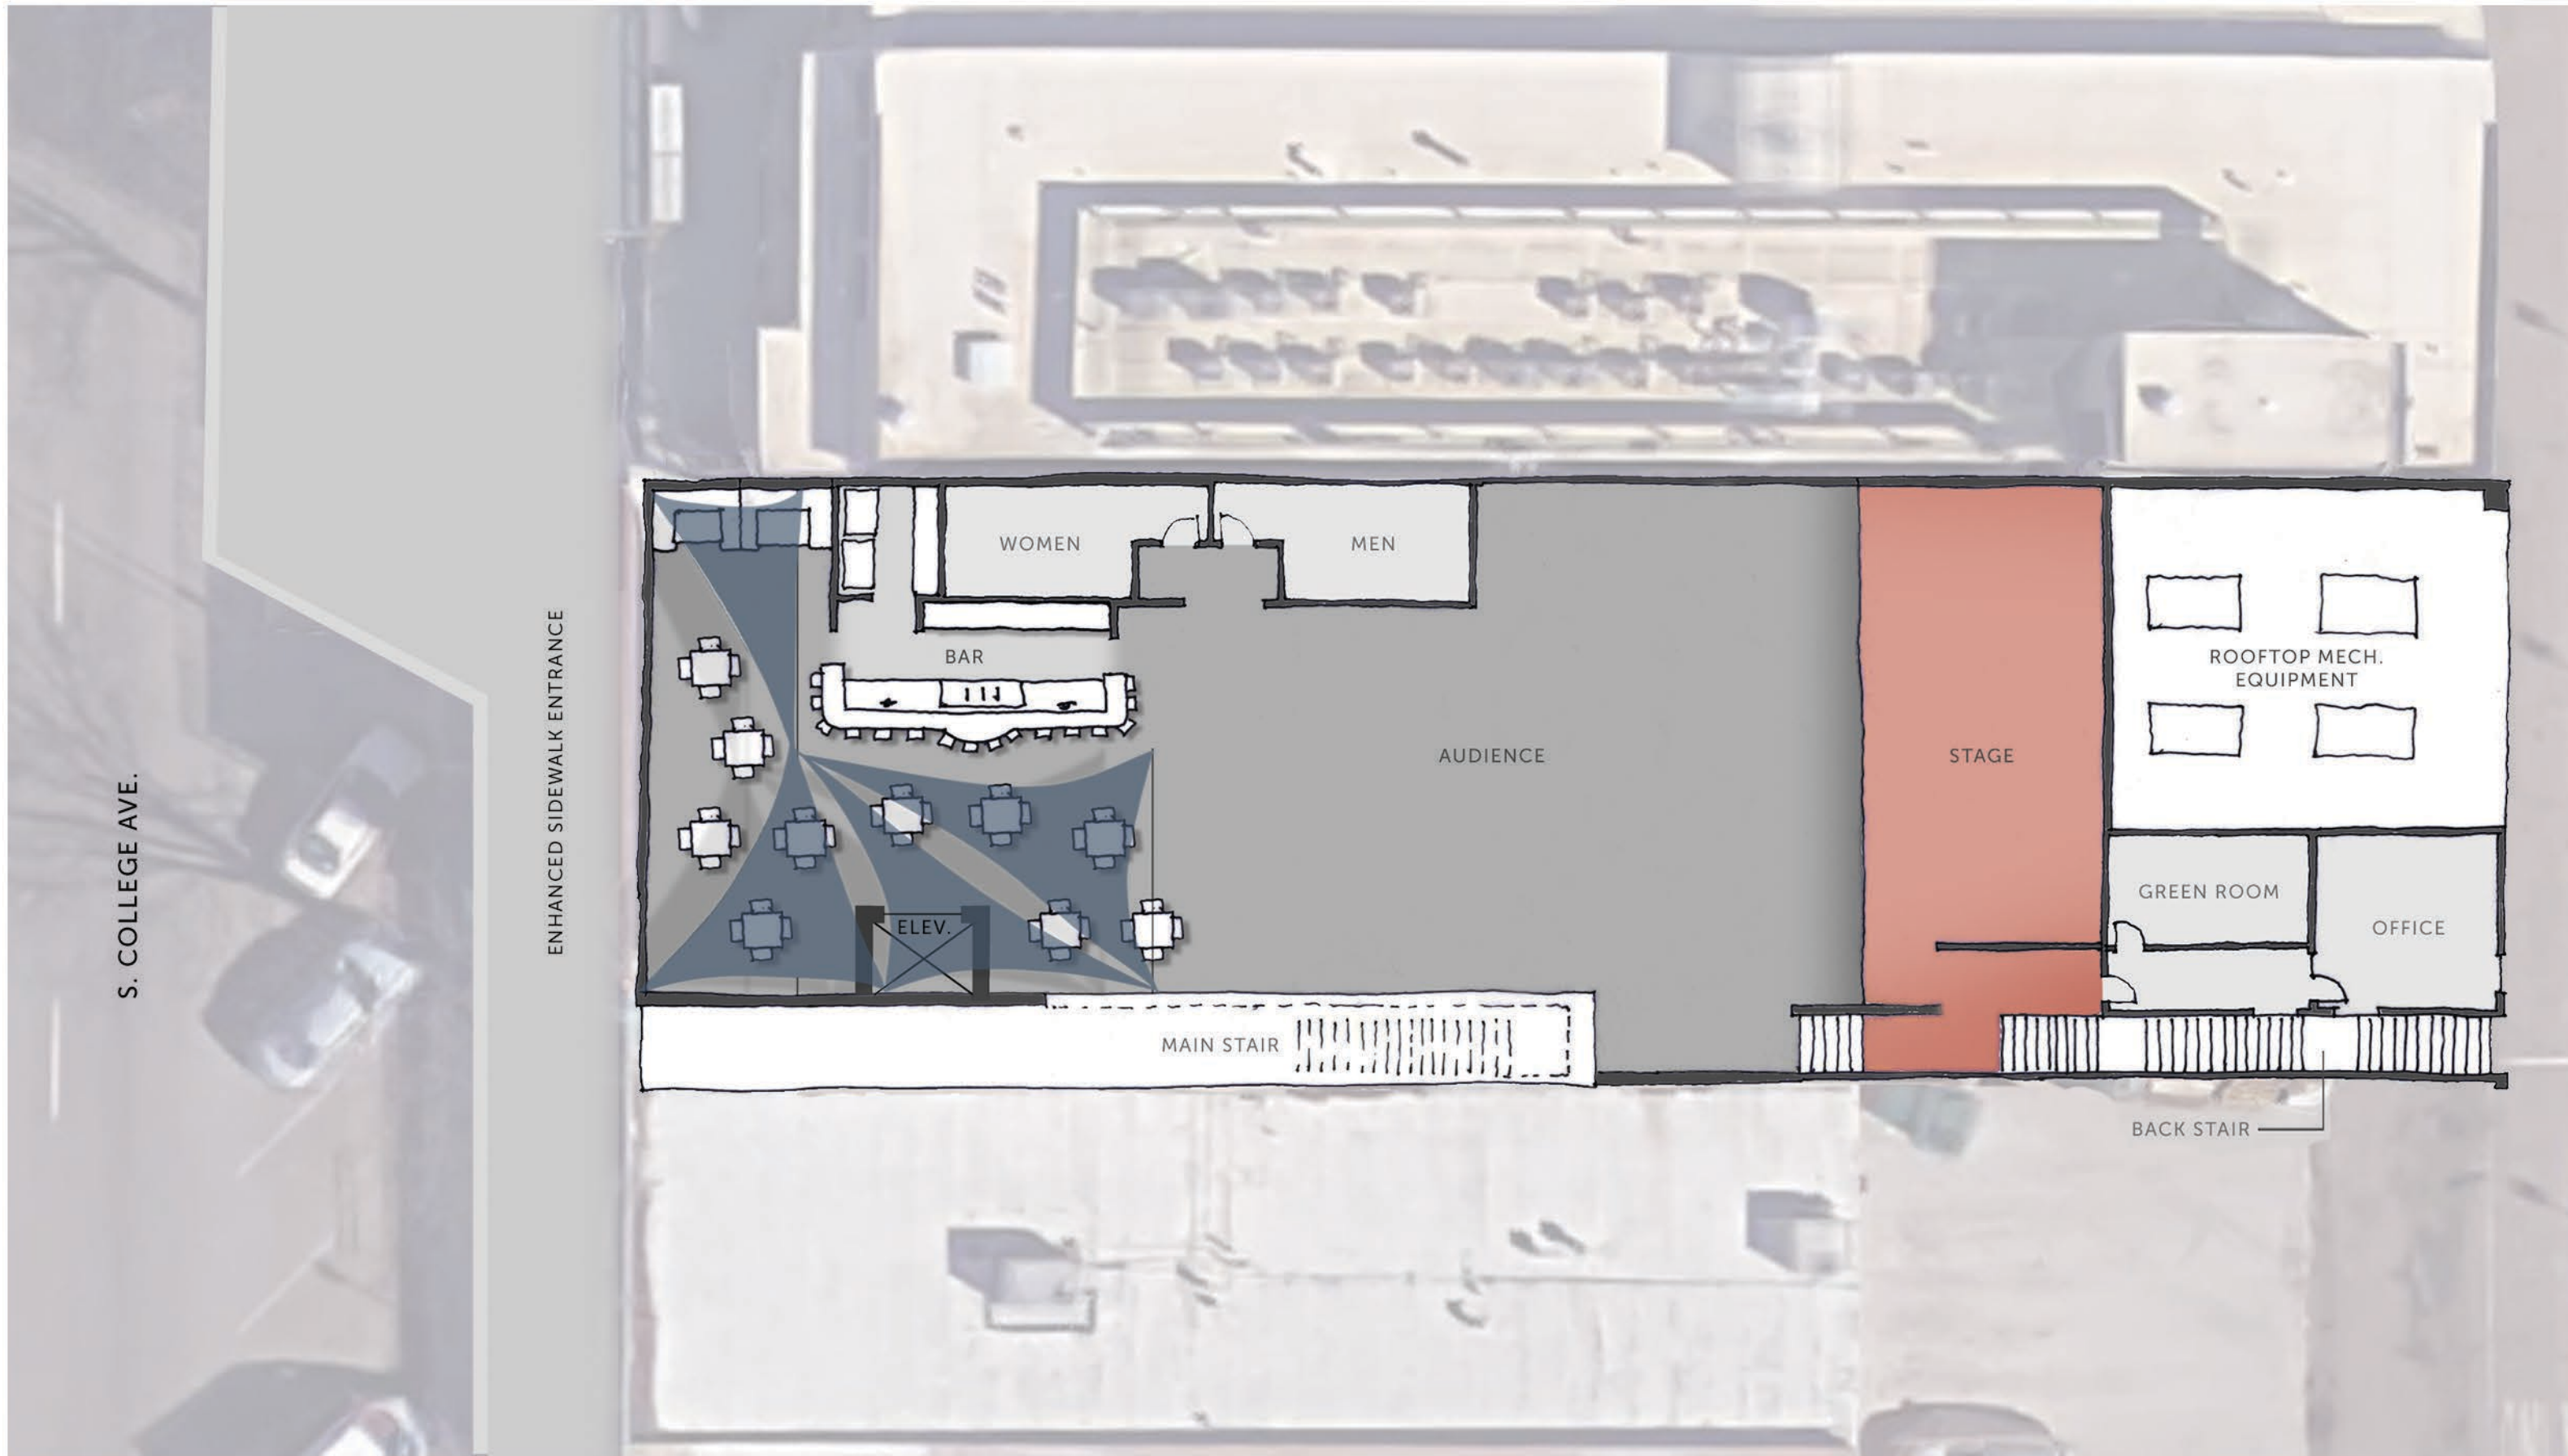 S. COLLEGE AVE.
ENHANCED SIDEWALK ENTRANCE
WOMEN
MEN
BAR
ELEV.
AUDIENCE
STAGE
ROOFTOP MECH.
EQUIPMENT
GREEN ROOM
OFFICE
MAIN STAIR
BACK STAIR